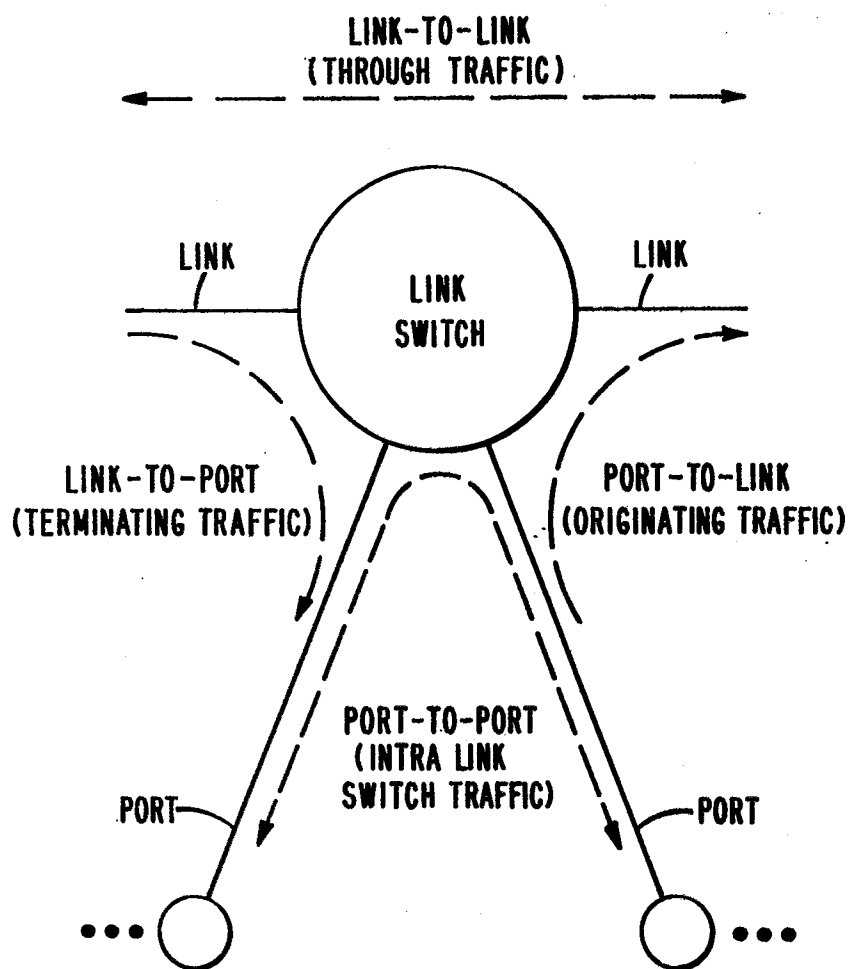 LINK-TO-LINK
(THROUGH TRAFFIC)
LINK
LINK
LINK
SWITCH
LINK-TO-PORT
(TERMINATING TRAFFIC)
PORT-TO-LINK
(ORIGINATING TRAFFIC)
PORT-TO-PORT
(INTRA LINK
SWITCH TRAFFIC)
PORT
PORT